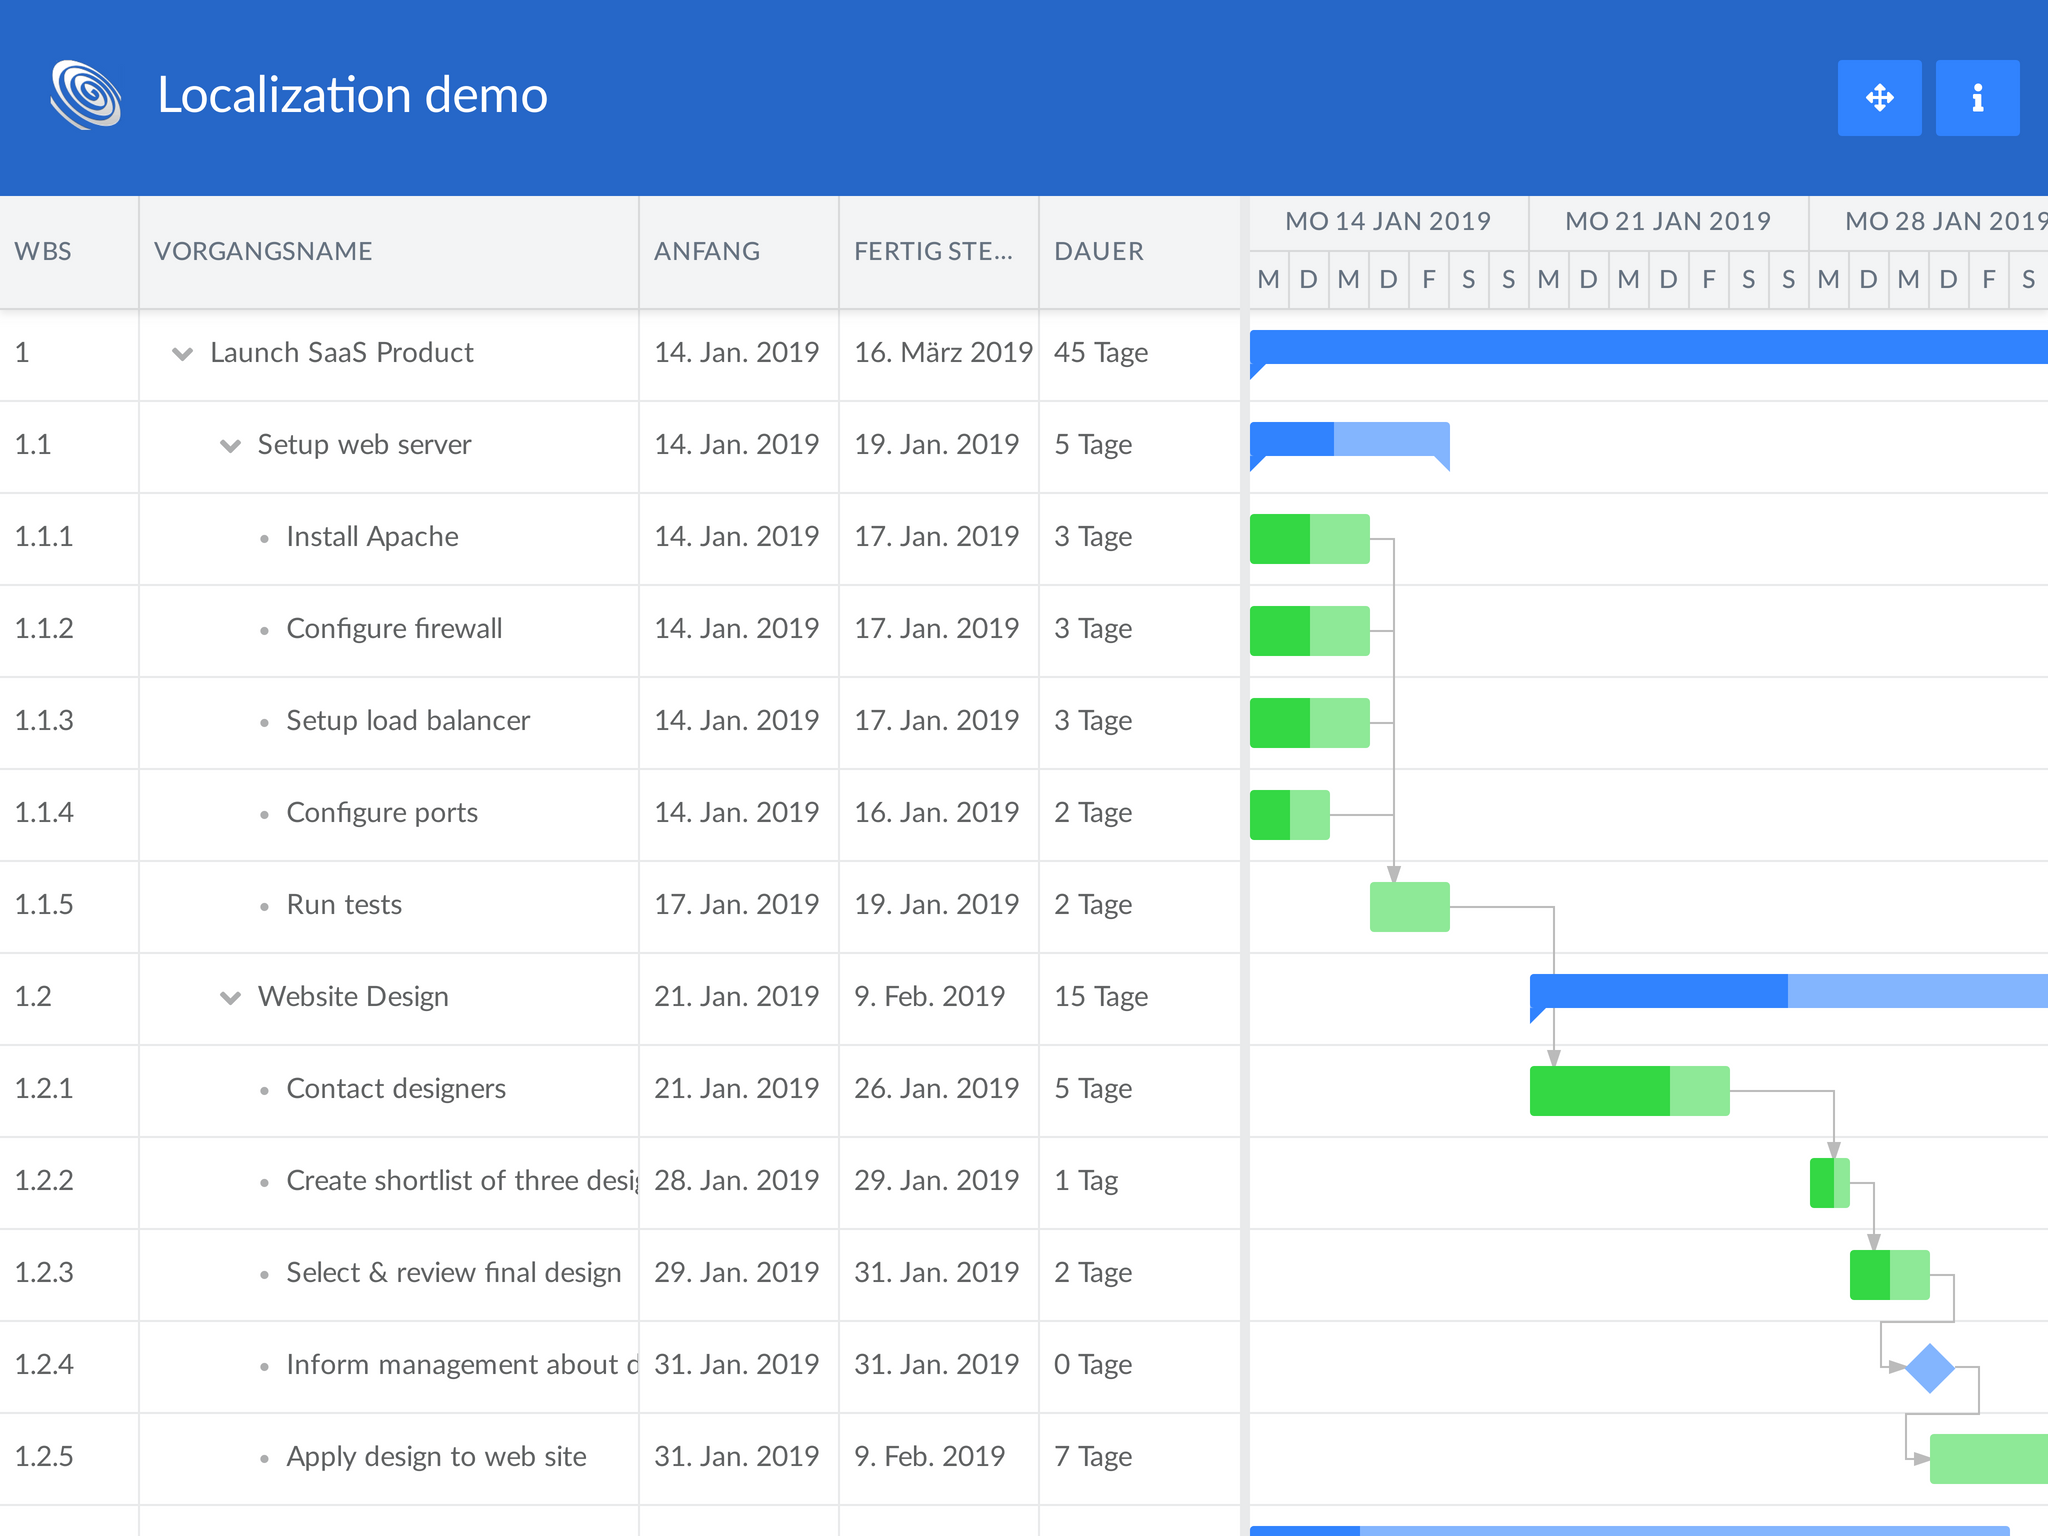 Localization demo
WBS VORGANGSNAME ANFANG FERTIG STE... DAUER MO 14 JAN 2019 MO 21 JAN 2019 MO 28 JAN 2019
M D M D F S S M D M D F S S M D M D F S
1 Launch SaaS Product 14. Jan. 2019 16. März 2019 45 Tage
1.1 Setup web server 14. Jan. 2019 19. Jan. 2019 5 Tage
1.1.1 Install Apache 14. Jan. 2019 17. Jan. 2019 3 Tage
1.1.2 Configure firewall 14. Jan. 2019 17. Jan. 2019 3 Tage
1.1.3 Setup load balancer 14. Jan. 2019 17. Jan. 2019 3 Tage
1.1.4 Configure ports 14. Jan. 2019 16. Jan. 2019 2 Tage
1.1.5 Run tests 17. Jan. 2019 19. Jan. 2019 2 Tage
1.2 Website Design 21. Jan. 2019 9. Feb. 2019 15 Tage
1.2.1 Contact designers 21. Jan. 2019 26. Jan. 2019 5 Tage
1.2.2 Create shortlist of three desig 28. Jan. 2019 29. Jan. 2019 1 Tag
1.2.3 Select & review final design 29. Jan. 2019 31. Jan. 2019 2 Tage
1.2.4 Inform management about d 31. Jan. 2019 31. Jan. 2019 0 Tage
1.2.5 Apply design to web site 31. Jan. 2019 9. Feb. 2019 7 Tage